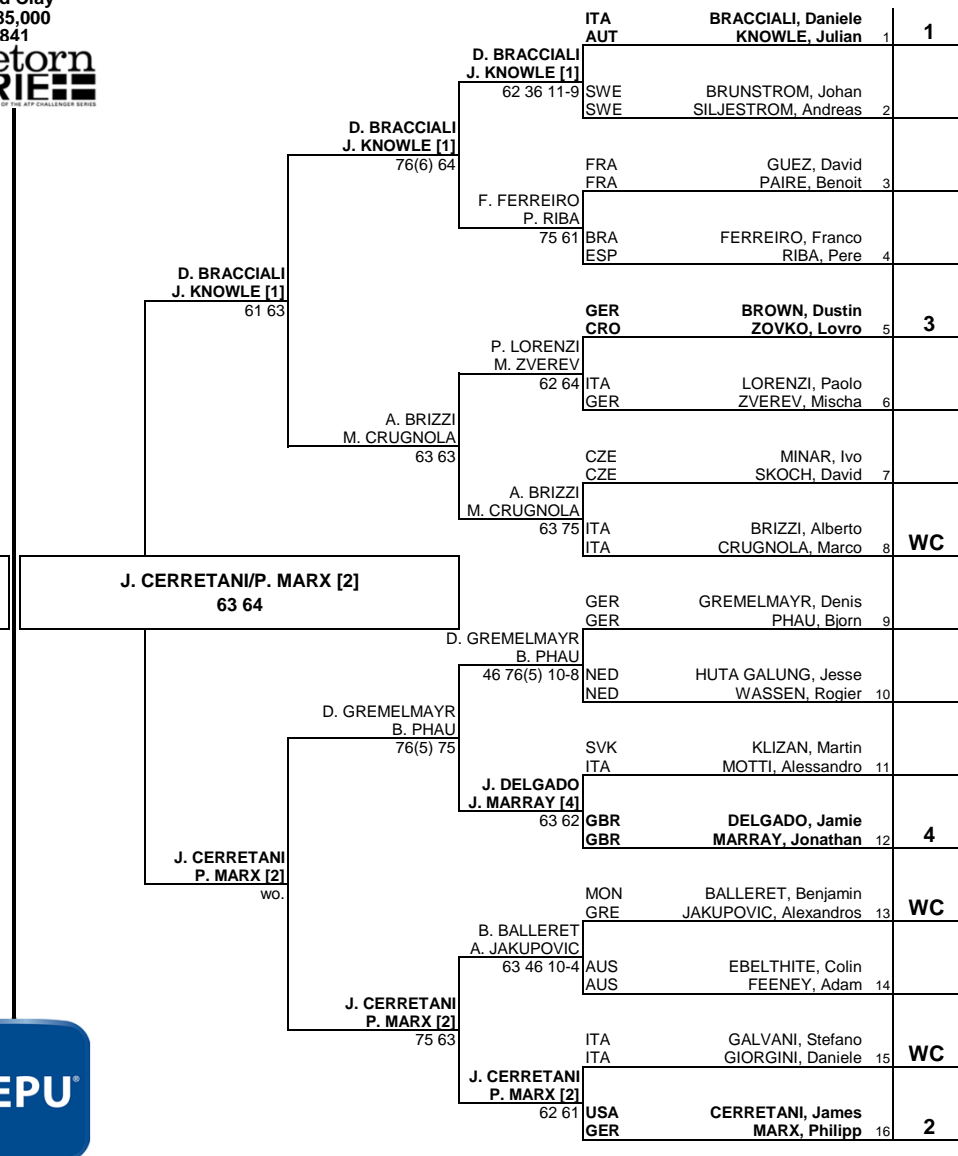 85,000
841
etorn
RIE
OF THE ATP CHALLENGER SERIES
ITA BRACCIALI, Daniele
AUT KNOWLE, Julian 1 1
D. BRACCIALI
J. KNOWLE [1]
62 36 11-9
SWE BRUNSTROM, Johan
SWE SILJESTROM, Andreas 2
D. BRACCIALI
J. KNOWLE [1]
76(6) 64
FRA GUEZ, David
FRA PAIRE, Benoit 3
F. FERREIRO
P. RIBA
75 61
BRA FERREIRO, Franco
ESP RIBA, Pere 4
D. BRACCIALI
J. KNOWLE [1]
61 63
GER BROWN, Dustin
CRO ZOVKO, Lovro 5 3
P. LORENZI
M. ZVEREV
62 64
ITA LORENZI, Paolo
GER ZVEREV, Mischa 6
A. BRIZZI
M. CRUGNOLA
63 63
CZE MINAR, Ivo
CZE SKOCH, David 7
A. BRIZZI
M. CRUGNOLA
63 75
ITA BRIZZI, Alberto
ITA CRUGNOLA, Marco 8 WC
J. CERRETANI/P. MARX [2]
63 64
GER GREMELMAYR, Denis
GER PHAU, Bjorn 9
D. GREMELMAYR
B. PHAU
46 76(5) 10-8
NED HUTA GALUNG, Jesse
NED WASSEN, Rogier 10
D. GREMELMAYR
B. PHAU
76(5) 75
SVK KLIZAN, Martin
ITA MOTTI, Alessandro 11
J. DELGADO
J. MARRAY [4]
63 62
GBR DELGADO, Jamie
GBR MARRAY, Jonathan 12 4
J. CERRETANI
P. MARX [2]
wo.
MON BALLERET, Benjamin
GRE JAKUPOVIC, Alexandros 13 WC
B. BALLERET
A. JAKUPOVIC
63 46 10-4
AUS EBELTHITE, Colin
AUS FEENEY, Adam 14
J. CERRETANI
P. MARX [2]
75 63
ITA GALVANI, Stefano
ITA GIORGINI, Daniele 15 WC
J. CERRETANI
P. MARX [2]
62 61
USA CERRETANI, James
GER MARX, Philipp 16 2
EPU®